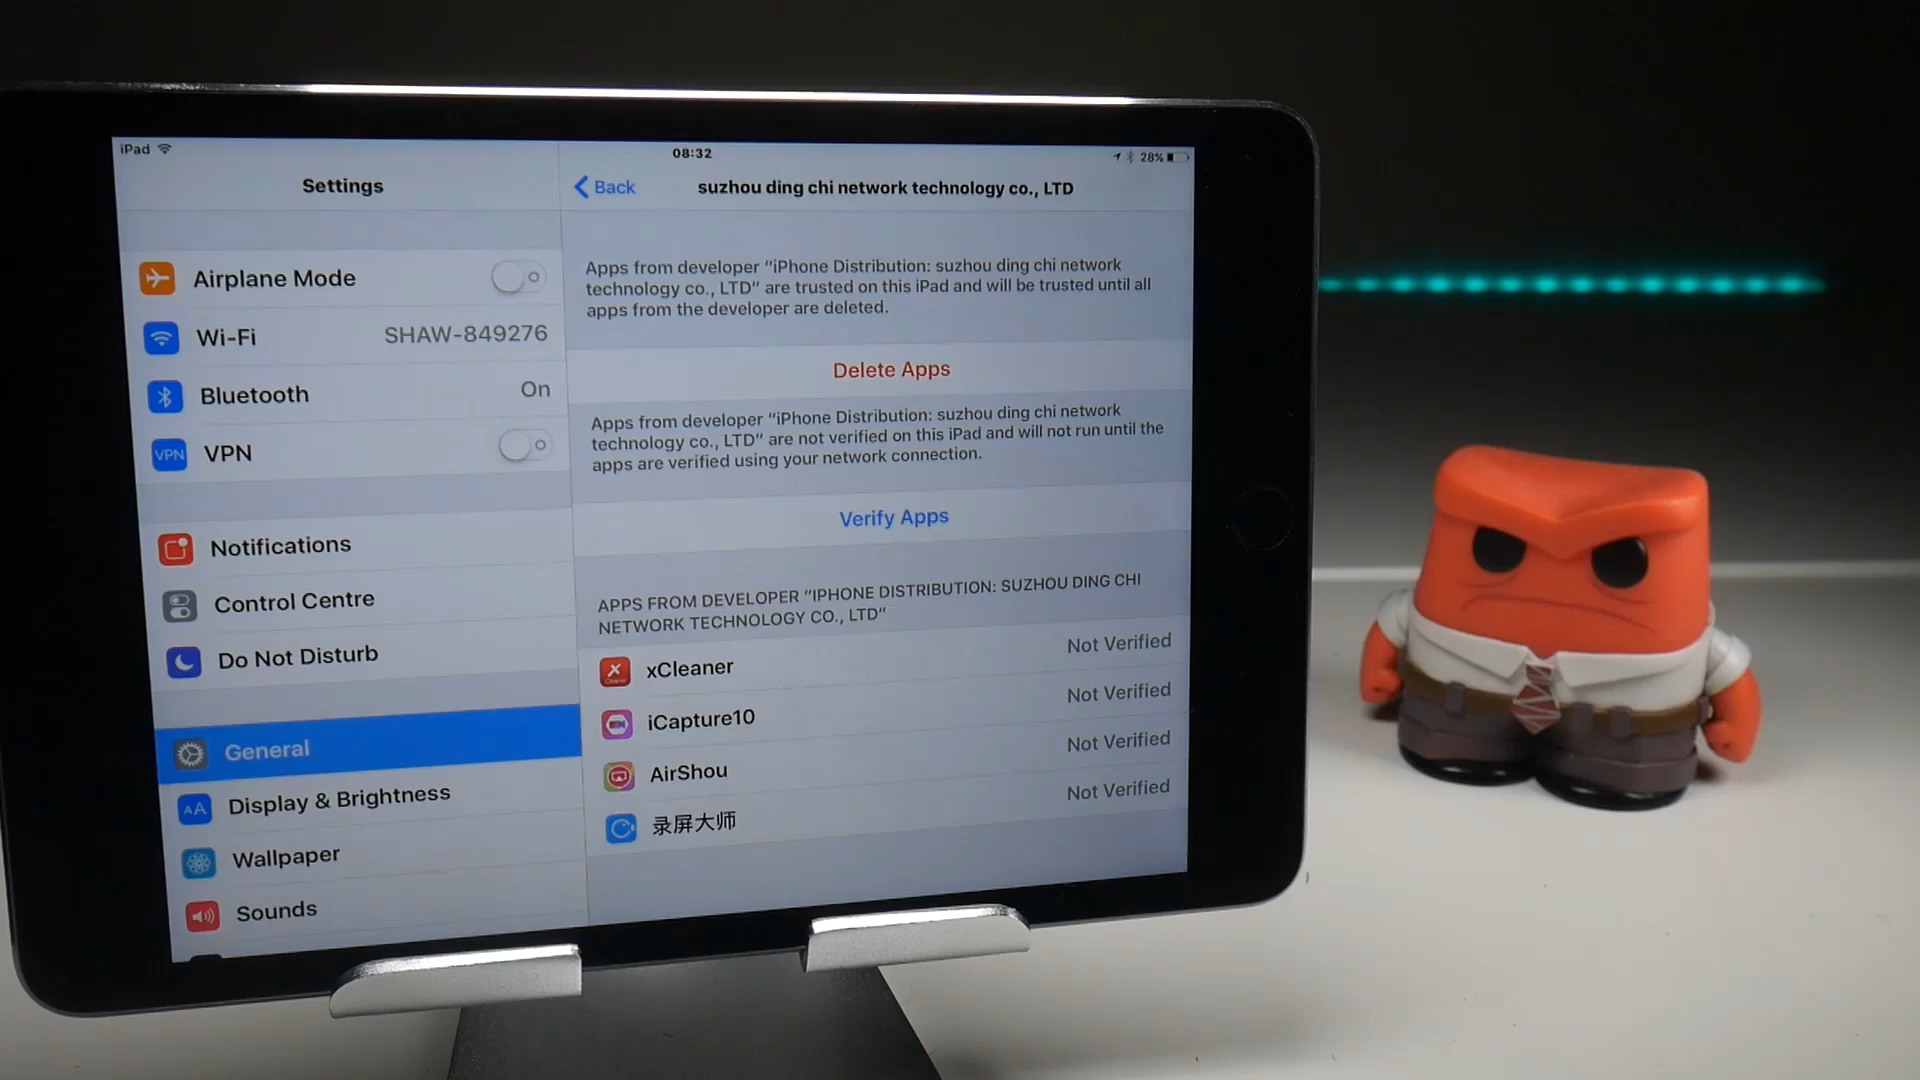 iPad
08:32
28%
Settings
Back
suzhou ding chi network technology co., LTD
Airplane Mode
Wi-Fi SHAW-849276
Bluetooth On
VPN VPN
Notifications
Control Centre
Do Not Disturb
General
AA Display & Brightness
Wallpaper
Sounds
Apps from developer “iPhone Distribution: suzhou ding chi network
technology co., LTD” are trusted on this iPad and will be trusted until all
apps from the developer are deleted.
Delete Apps
Apps from developer “iPhone Distribution: suzhou ding chi network
technology co., LTD” are not verified on this iPad and will not run until the
apps are verified using your network connection.
Verify Apps
APPS FROM DEVELOPER “IPHONE DISTRIBUTION: SUZHOU DING CHI
NETWORK TECHNOLOGY CO., LTD”
xCleaner Not Verified
iCapture10 Not Verified
AirShou Not Verified
录屏大师 Not Verified